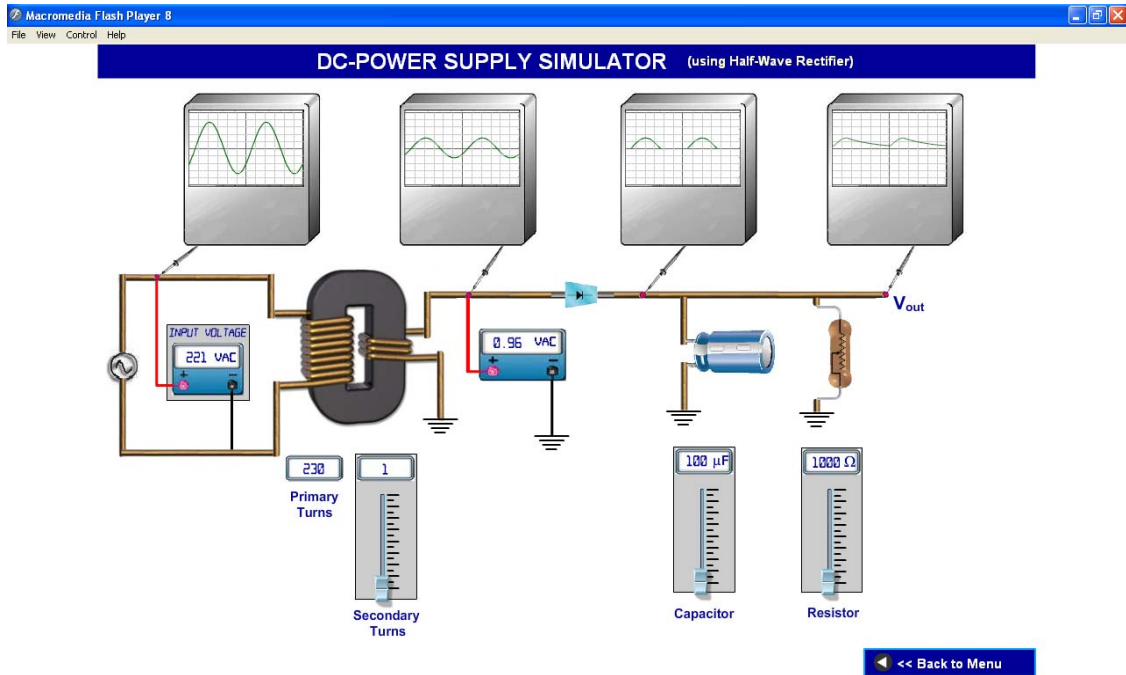 Macromedia Flash Player 8
File View Control Help
DC-POWER SUPPLY SIMULATOR (using Half-Wave Rectifier)
INPUT VOLTAGE
221 VAC
+ -
0.96 VAC
+ -
Vout
230
Primary
Turns
1
Secondary
Turns
100 µF
Capacitor
1000 Ω
Resistor
<< Back to Menu